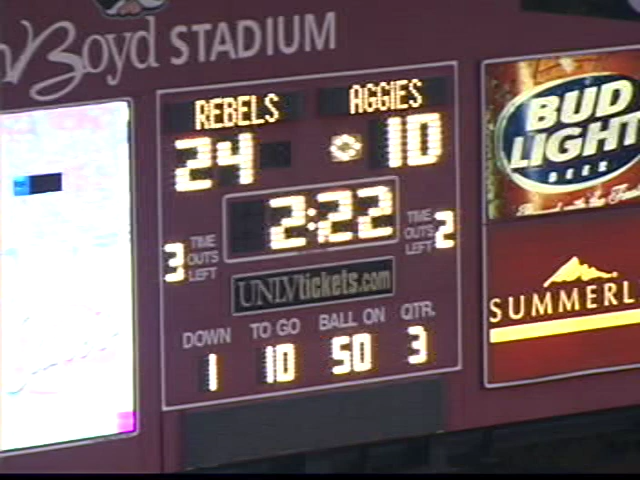 Boyd STADIUM
REBELS AGGIES
24 10
2:22
3 TIME OUTS LEFT
TIME OUTS LEFT 2
UNLVtickets.com
DOWN TO GO BALL ON QTR.
1 10 50 3
BUD
LIGHT
BEER
SUMMERL